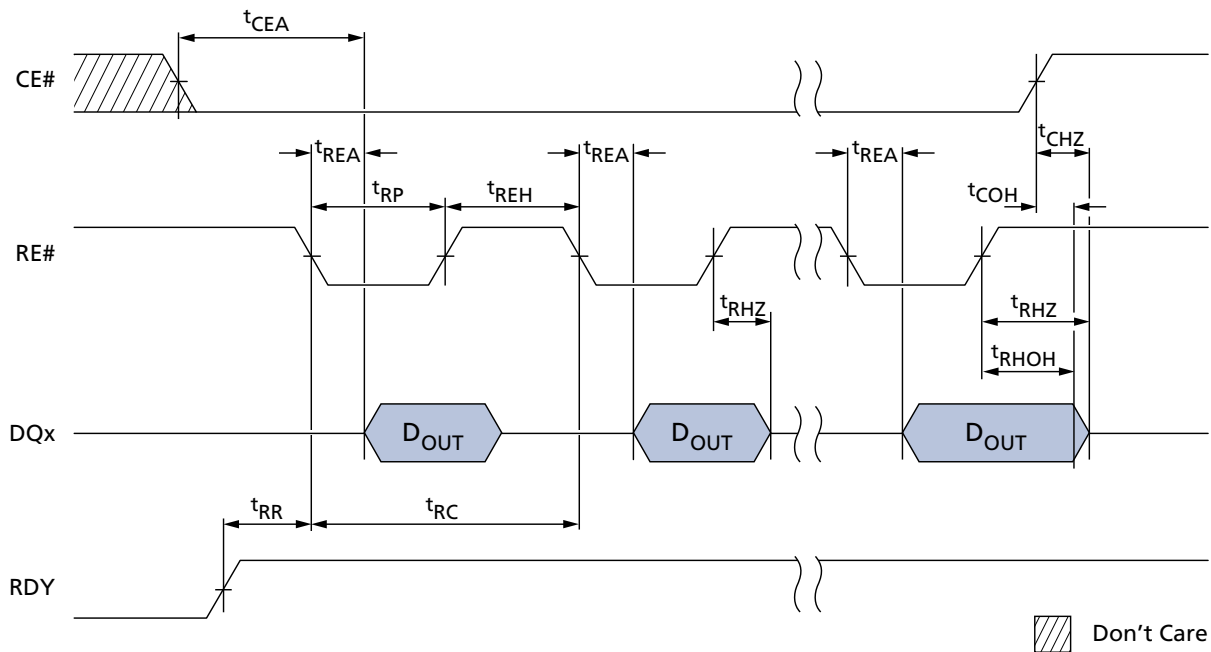 tCEA
CE#
tREA
tREA
tREA
tCHZ
tRP
tREH
tCOH
RE#
tRHZ
tRHZ
tRHOH
DQx
DOUT
DOUT
DOUT
tRR
tRC
RDY
Don't Care